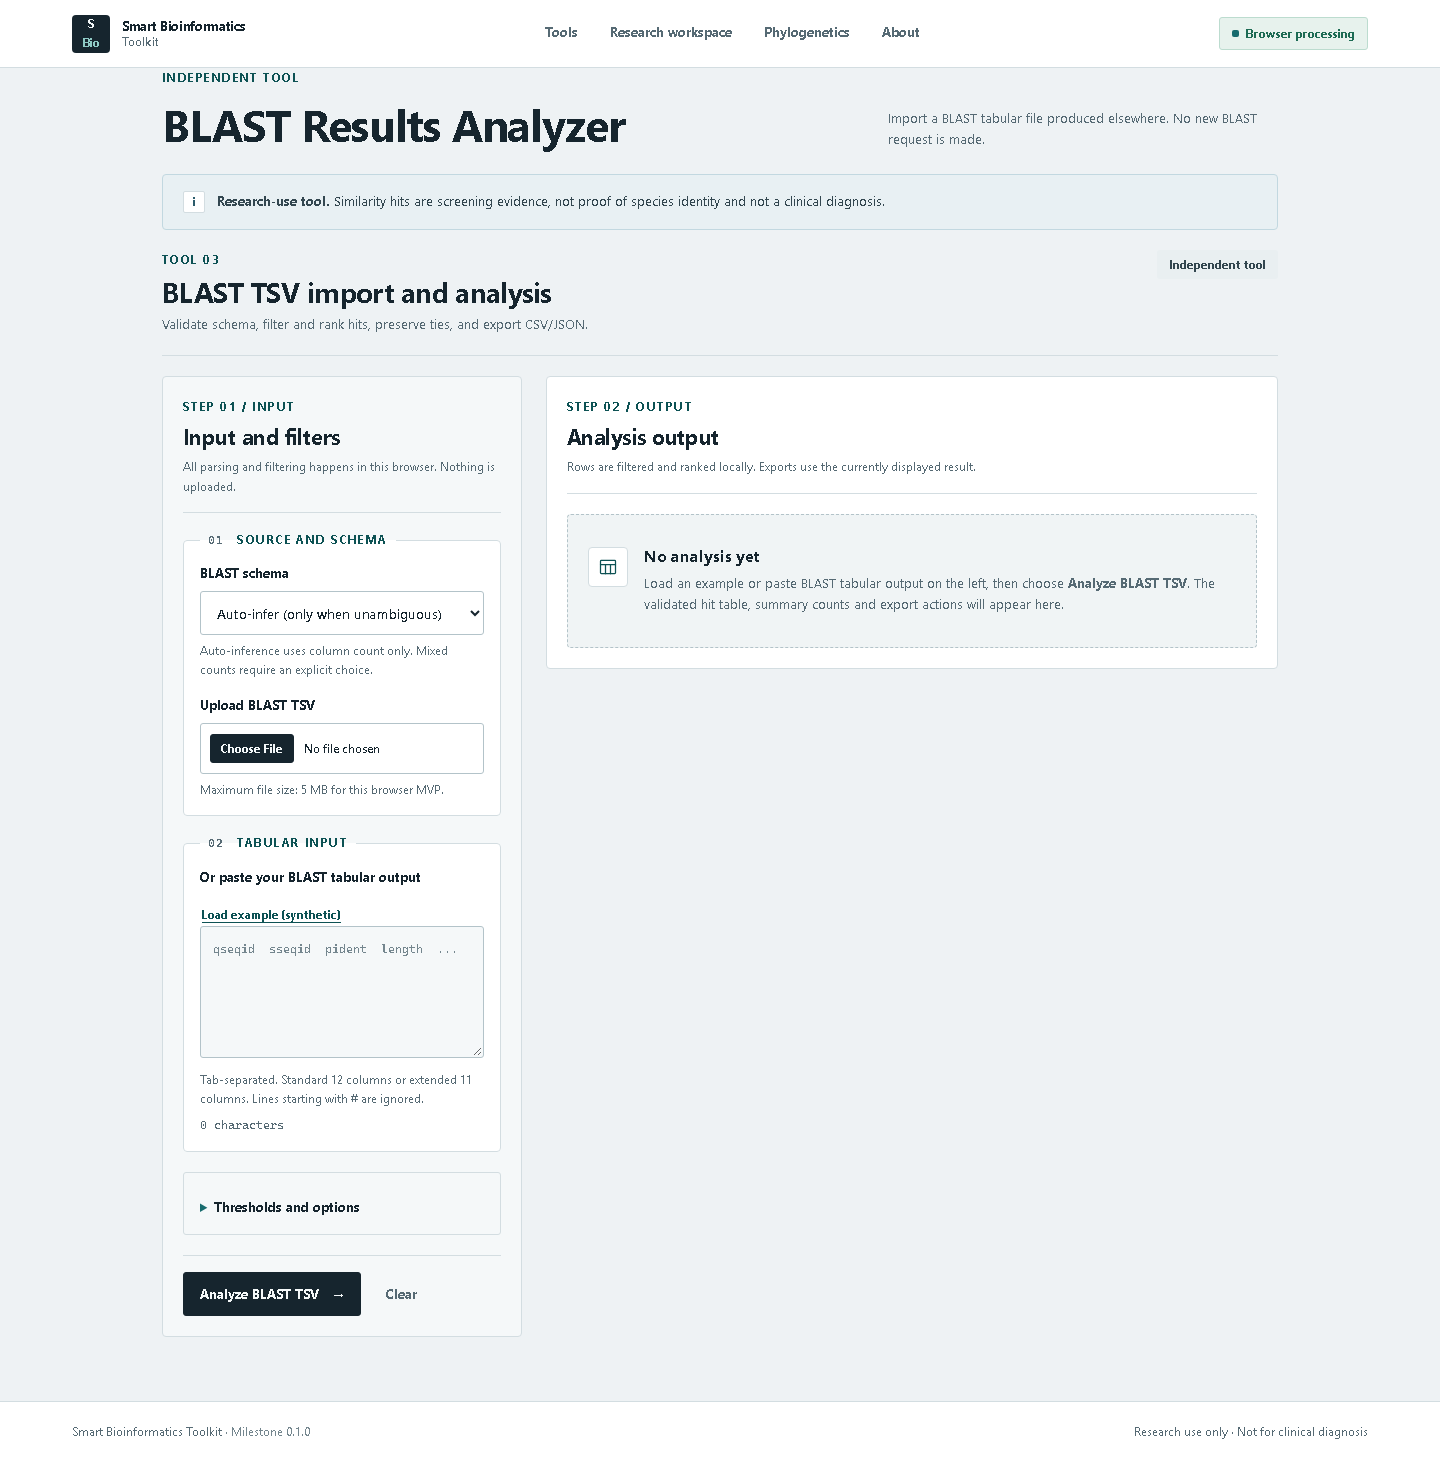 S
Bio
Smart Bioinformatics
Toolkit
Tools
Research workspace
Phylogenetics
About
Browser processing
INDEPENDENT TOOL
BLAST Results Analyzer
Import a BLAST tabular file produced elsewhere. No new BLAST
request is made.
i
Research-use tool. Similarity hits are screening evidence, not proof of species identity and not a clinical diagnosis.
TOOL 03
Independent tool
BLAST TSV import and analysis
Validate schema, filter and rank hits, preserve ties, and export CSV/JSON.
STEP 01 / INPUT
Input and filters
All parsing and filtering happens in this browser. Nothing is
uploaded.
01 SOURCE AND SCHEMA
BLAST schema
Auto-infer (only when unambiguous)
Auto-inference uses column count only. Mixed
counts require an explicit choice.
Upload BLAST TSV
Choose File No file chosen
Maximum file size: 5 MB for this browser MVP.
02 TABULAR INPUT
Or paste your BLAST tabular output
Load example (synthetic)
qseqid sseqid pident length ...
Tab-separated. Standard 12 columns or extended 11
columns. Lines starting with # are ignored.
0 characters
Thresholds and options
Analyze BLAST TSV →
Clear
STEP 02 / OUTPUT
Analysis output
Rows are filtered and ranked locally. Exports use the currently displayed result.
No analysis yet
Load an example or paste BLAST tabular output on the left, then choose Analyze BLAST TSV. The
validated hit table, summary counts and export actions will appear here.
Smart Bioinformatics Toolkit · Milestone 0.1.0
Research use only · Not for clinical diagnosis